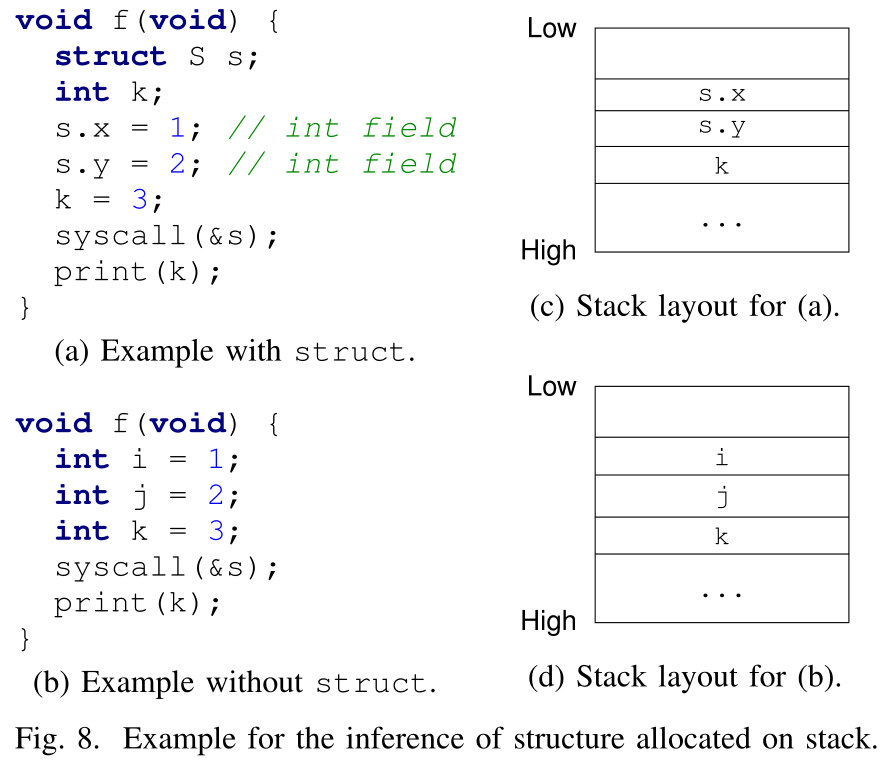 void f(void) {
  struct S s;
  int k;
  s.x = 1; // int field
  s.y = 2; // int field
  k = 3;
  syscall(&s);
  print(k);
}
(a) Example with struct.
Low
s.x
s.y
k
...
High
(c) Stack layout for (a).
void f(void) {
  int i = 1;
  int j = 2;
  int k = 3;
  syscall(&s);
  print(k);
}
(b) Example without struct.
Low
i
j
k
...
High
(d) Stack layout for (b).
Fig. 8. Example for the inference of structure allocated on stack.